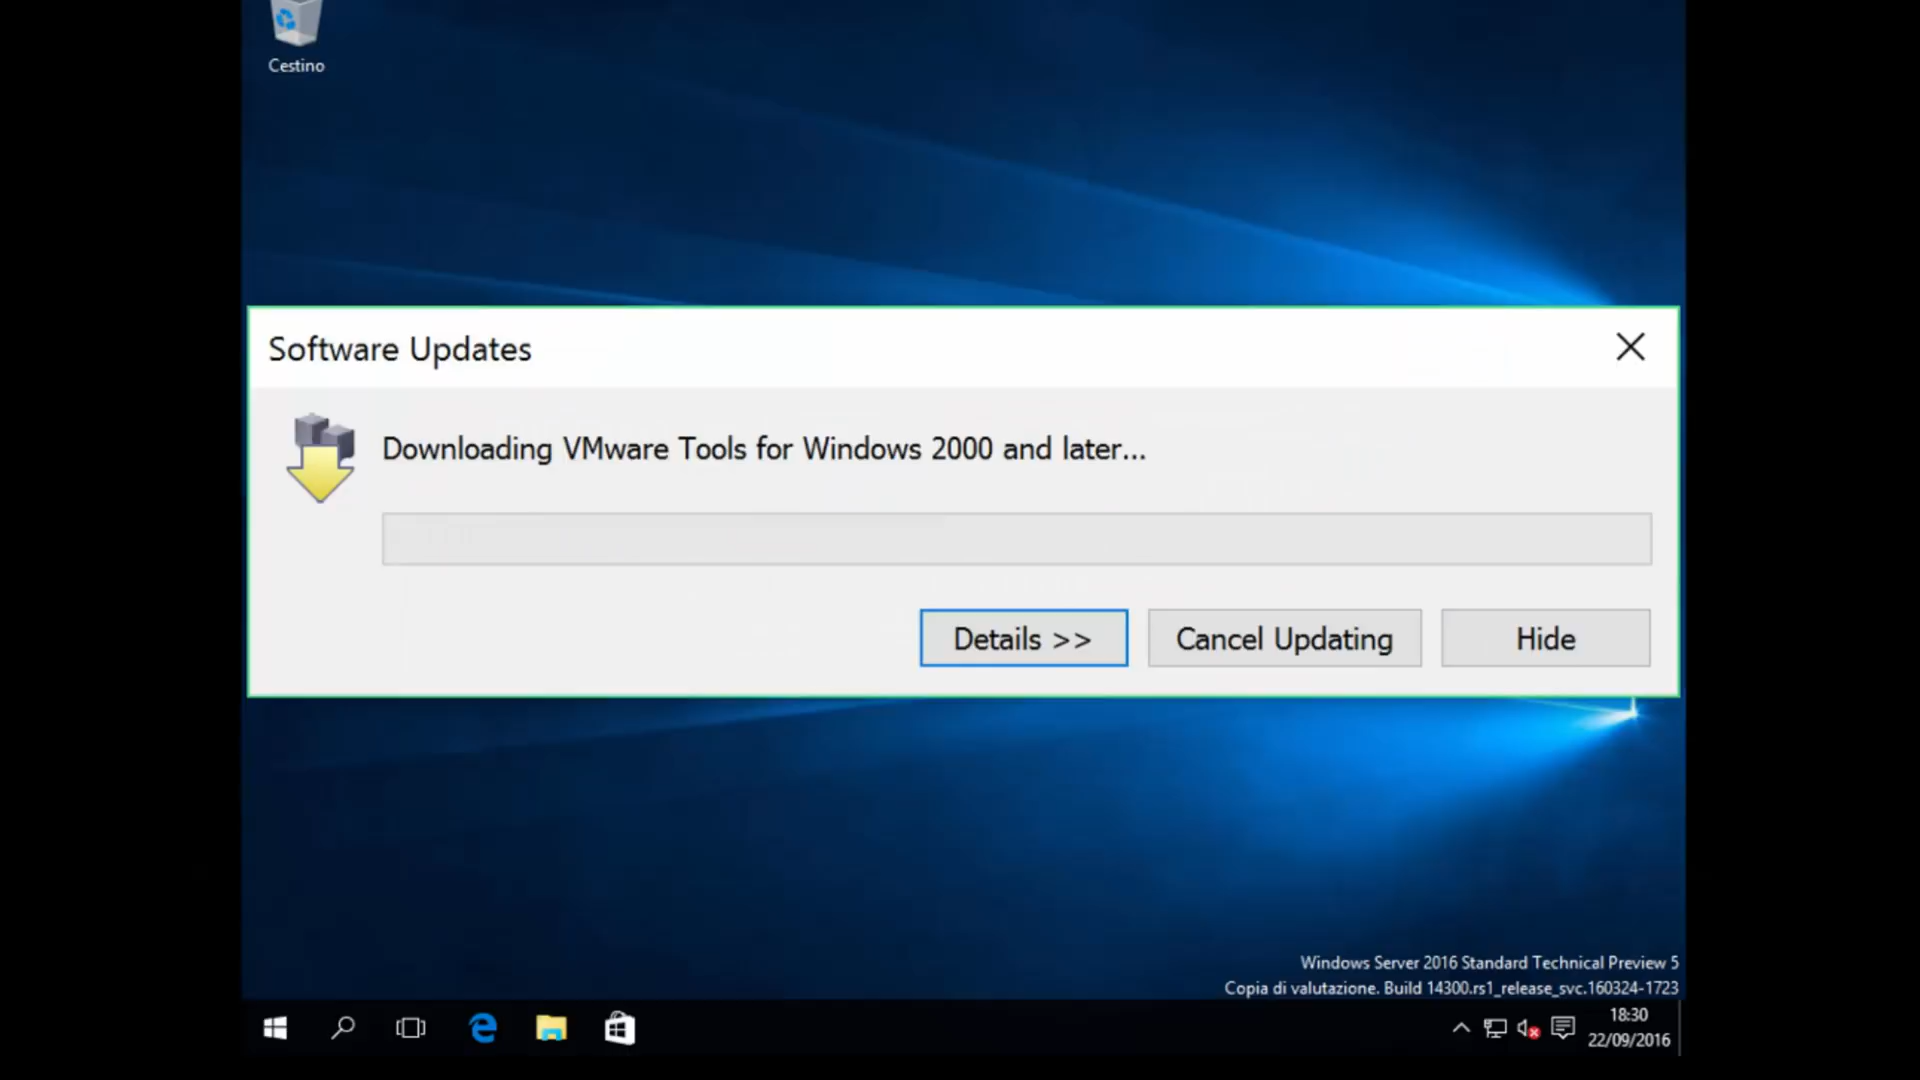 Cestino
Software Updates
Downloading VMware Tools for Windows 2000 and later...
Details >>
Cancel Updating
Hide
Windows Server 2016 Standard Technical Preview 5
Copia di valutazione. Build 14300.rs1_release_svc.160324-1723
18:30
22/09/2016